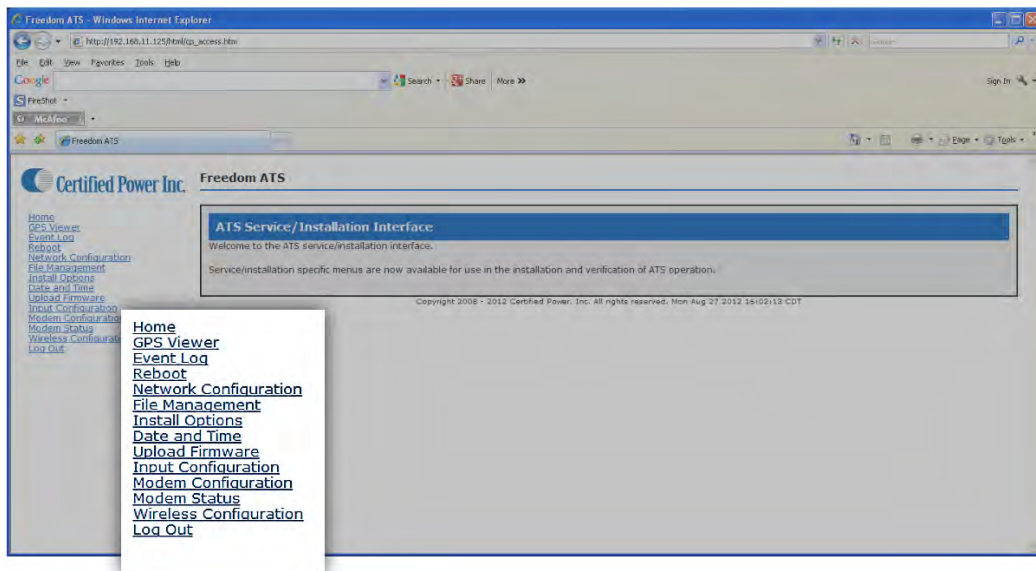 Freedom ATS - Windows Internet Explorer
http://192.168.11.125/html/qs_access.htm
File Edit View Favorites Tools Help
Google Search Share More » Sign In
FireShot
McAfee
Freedom ATS Page Tools
Certified Power Inc.
Freedom ATS
Home
GPS Viewer
Event Log
Reboot
Network Configuration
File Management
Install Options
Date and Time
Upload Firmware
Input Configuration
Modem Configuration
Modem Status
Wireless Configurati
Log Out
ATS Service/Installation Interface
Welcome to the ATS service/installation interface.
Service/installation specific menus are now available for use in the installation and verification of ATS operation.
Copyright 2008 - 2012 Certified Power, Inc. All rights reserved. Mon Aug 27 2012 16:02:13 CDT
Home
GPS Viewer
Event Log
Reboot
Network Configuration
File Management
Install Options
Date and Time
Upload Firmware
Input Configuration
Modem Configuration
Modem Status
Wireless Configuration
Log Out